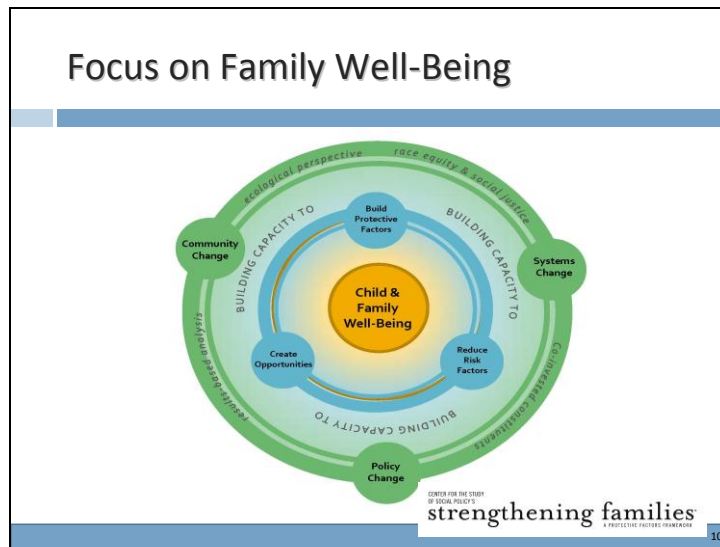 Focus on Family Well-Being
ecological perspective
race equity & social justice
BUILDING CAPACITY TO
Build
Protective
Factors
BUILDING CAPACITY TO
Community
Change
Systems
Change
Child &
Family
Well-Being
Create
Opportunities
Reduce
Risk
Factors
results-based analysis
Co-invested constituents
BUILDING CAPACITY TO
Policy
Change
CENTER FOR THE STUDY
OF SOCIAL POLICY'S
strengthening families
A PROTECTIVE FACTORS FRAMEWORK
10